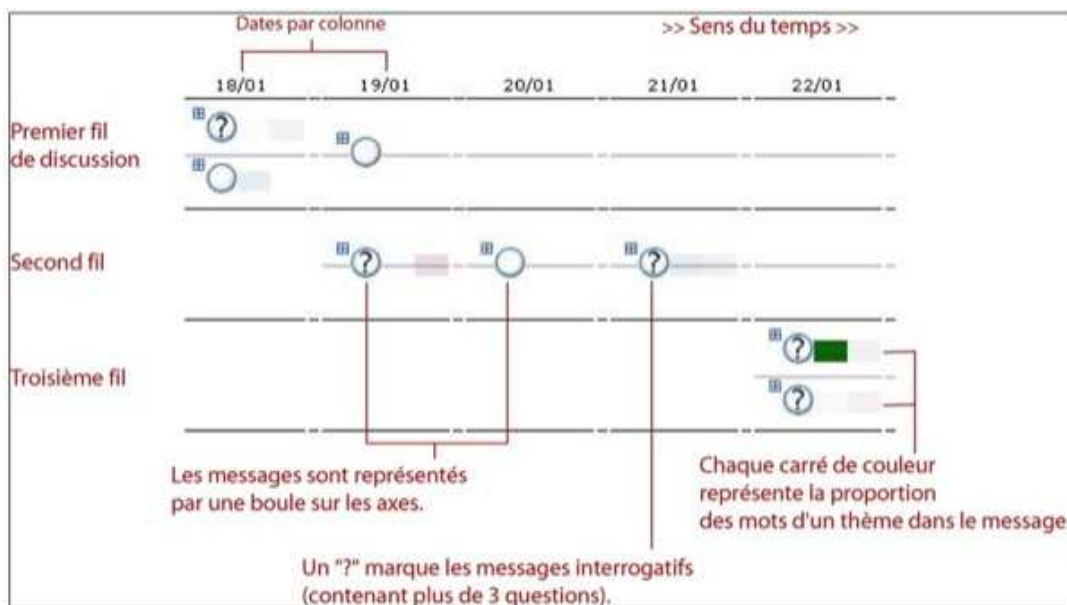 Dates par colonne
>> Sens du temps >>
18/01 19/01 20/01 21/01 22/01
Premier fil
de discussion
?
Second fil
? ?
Troisième fil
?
?
Les messages sont représentés
par une boule sur les axes.
Chaque carré de couleur
représente la proportion
des mots d'un thème dans le message
Un "?" marque les messages interrogatifs
(contenant plus de 3 questions).